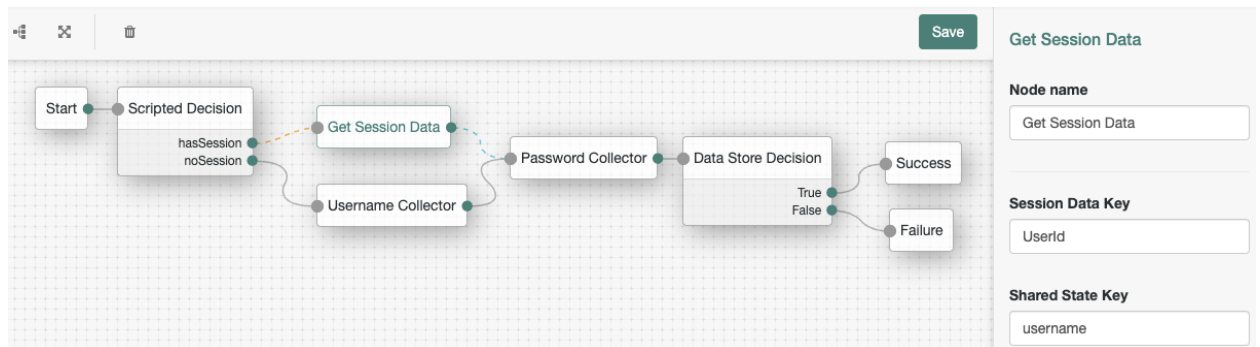 Save
Start
Scripted Decision
hasSession
noSession
Get Session Data
Username Collector
Password Collector
Data Store Decision
True
False
Success
Failure
Get Session Data
Node name
Get Session Data
Session Data Key
UserId
Shared State Key
username